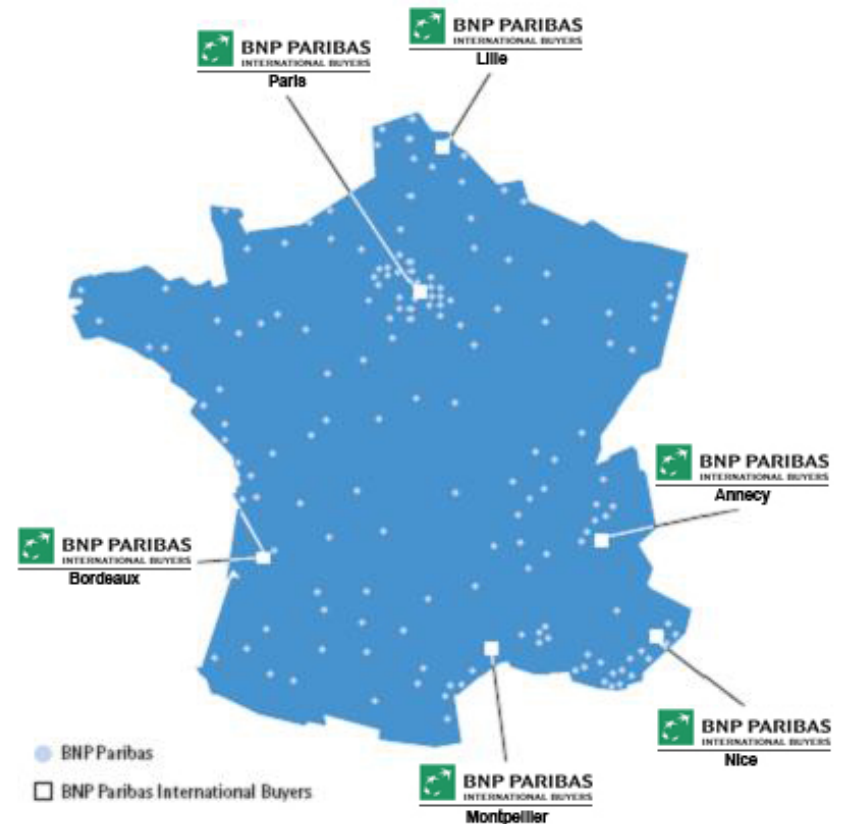 BNP PARIBAS
INTERNATIONAL BUYERS
Lille
BNP PARIBAS
INTERNATIONAL BUYERS
Paris
BNP PARIBAS
INTERNATIONAL BUYERS
Annecy
BNP PARIBAS
INTERNATIONAL BUYERS
Bordeaux
BNP PARIBAS
INTERNATIONAL BUYERS
Nice
BNP Paribas
BNP Paribas International Buyers
BNP PARIBAS
INTERNATIONAL BUYERS
Montpellier